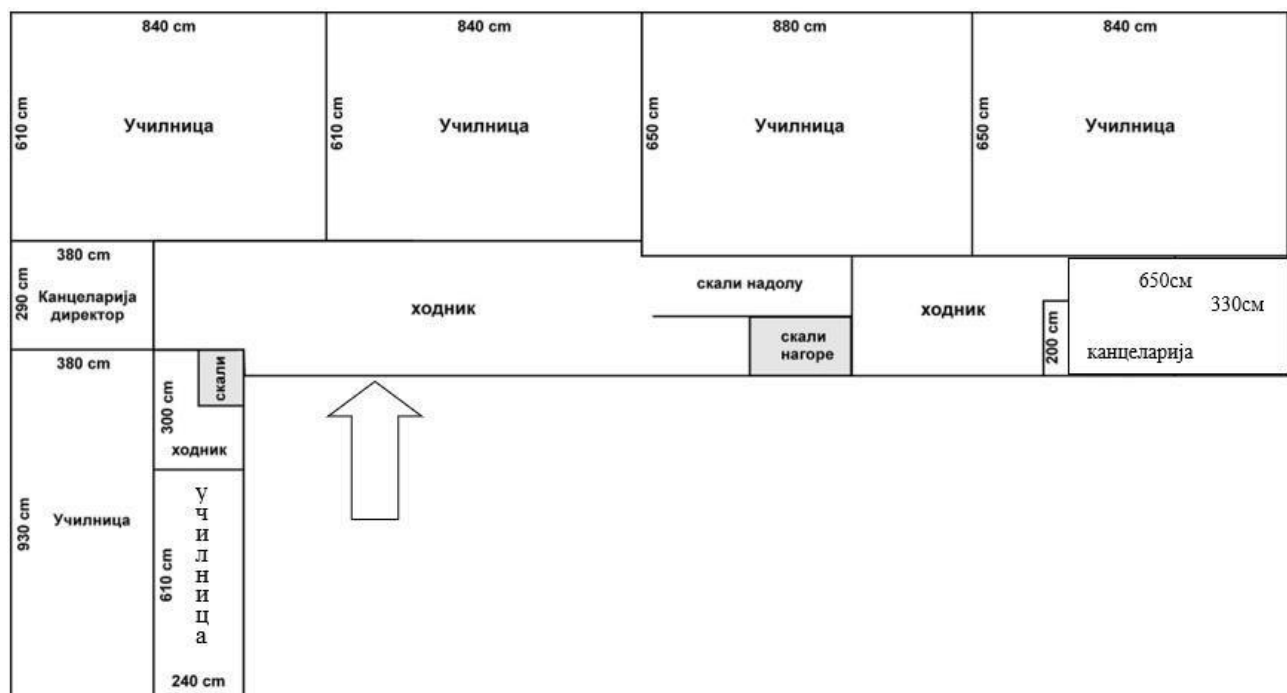 840 cm
840 cm
880 cm
840 cm
610 cm
Училница
610 cm
Училница
650 cm
Училница
650 cm
Училница
380 cm
290 cm
Канцеларија
директор
ходник
скали надолу
скали
нагоре
ходник
200 cm
650см
330см
канцеларија
380 cm
930 cm
Училница
300 cm
скали
ходник
610 cm
училница
240 cm